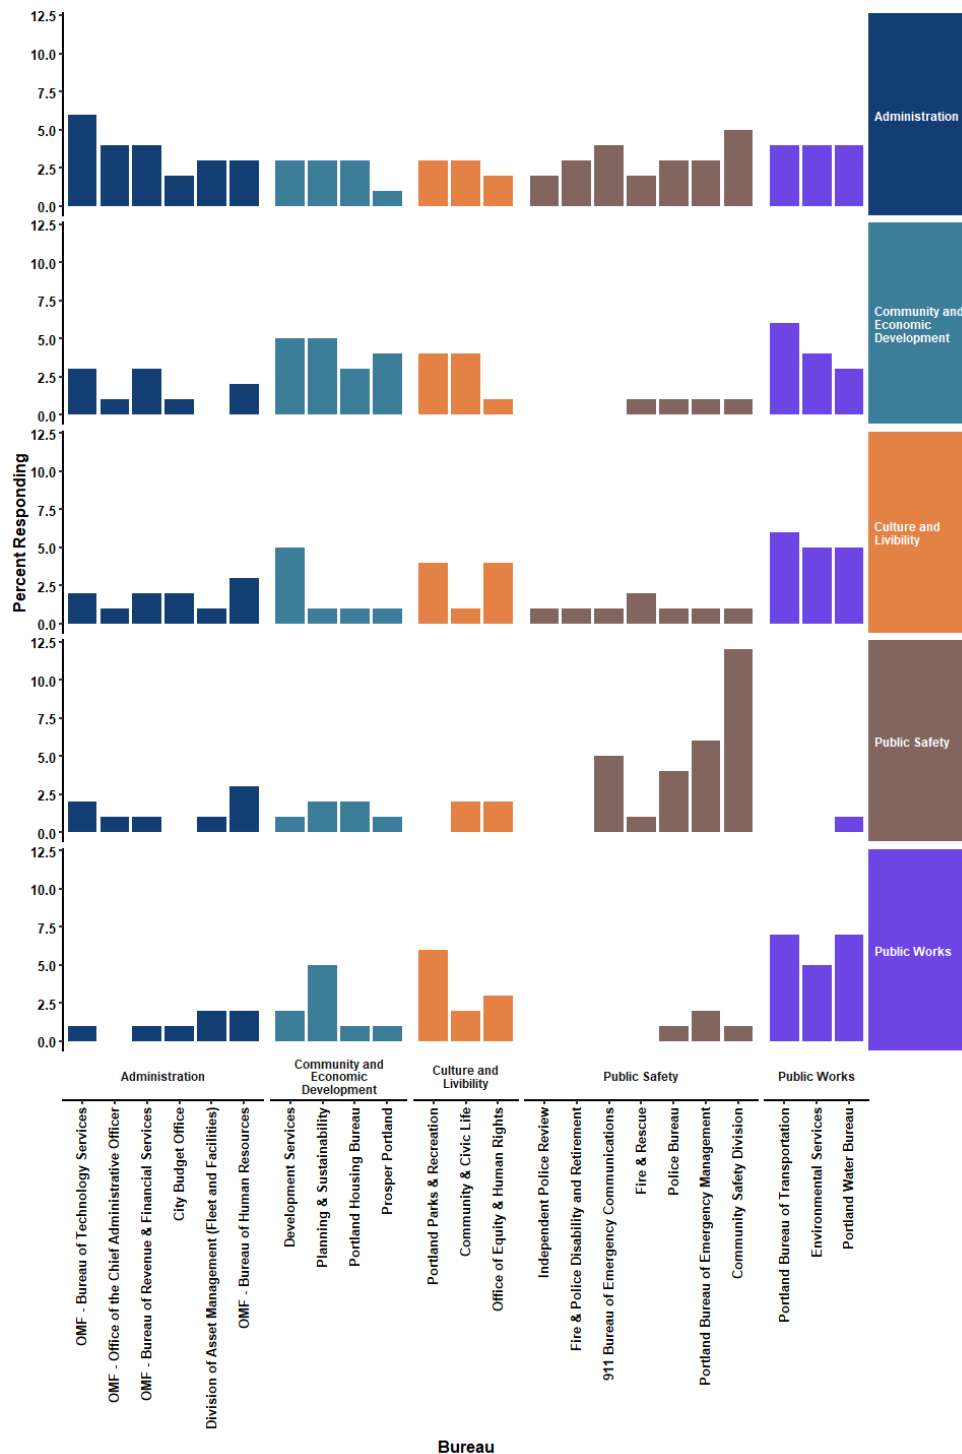 12.5
10.0
7.5
5.0
2.5
0.0
Administration
12.5
10.0
7.5
5.0
2.5
0.0
Community and
Economic
Development
12.5
10.0
7.5
5.0
2.5
0.0
Culture and
Livibility
12.5
10.0
7.5
5.0
2.5
0.0
Public Safety
12.5
10.0
7.5
5.0
2.5
0.0
Public Works
Percent Responding
Administration
Community and
Economic
Development
Culture and
Livibility
Public Safety
Public Works
OMF - Bureau of Technology Services
OMF - Office of the Chief Administrative Officer
OMF - Bureau of Revenue & Financial Services
City Budget Office
Division of Asset Management (Fleet and Facilities)
OMF - Bureau of Human Resources
Development Services
Planning & Sustainability
Portland Housing Bureau
Prosper Portland
Portland Parks & Recreation
Community & Civic Life
Office of Equity & Human Rights
Independent Police Review
Fire & Police Disability and Retirement
911 Bureau of Emergency Communications
Fire & Rescue
Police Bureau
Portland Bureau of Emergency Management
Community Safety Division
Portland Bureau of Transportation
Environmental Services
Portland Water Bureau
Bureau